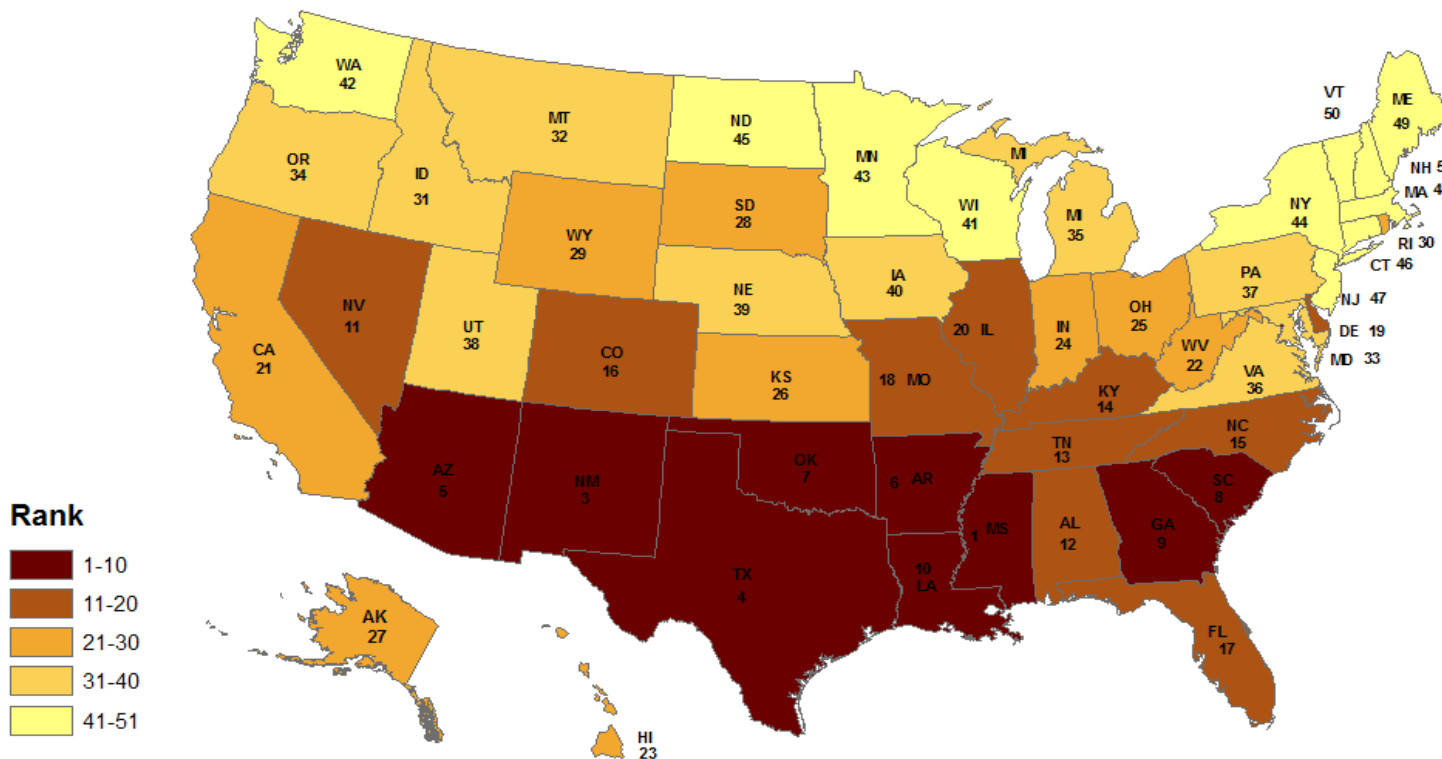 WA
42
MT
32
ND
45
MN
43
VT
50
ME
49
OR
34
ID
31
SD
28
WI
41
MI
MI
35
NY
44
NH 5
MA 4
RI 30
CT 46
WY
29
NE
39
IA
40
PA
37
NJ 47
NV
11
UT
38
CO
16
20 IL
IN
24
OH
25
WV
22
DE 19
MD 33
VA
36
CA
21
KS
26
18 MO
KY
14
NC
15
TN
13
AZ
5
NM
3
OK
7
6 AR
SC
8
1 MS
AL
12
GA
9
TX
4
10
LA
FL
17
AK
27
HI
23
Rank
1-10
11-20
21-30
31-40
41-51